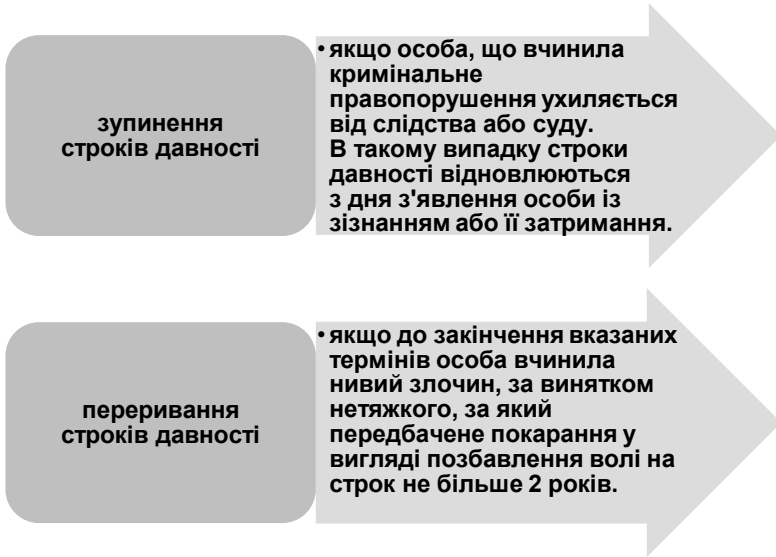 зупинення
строків давності
• якщо особа, що вчинила
кримінальне
правопорушення ухиляється
від слідства або суду.
В такому випадку строки
давності відновлюються
з дня з'явлення особи із
зізнанням або її затримання.
переривання
строків давності
• якщо до закінчення вказаних
термінів особа вчинила
нивий злочин, за винятком
нетяжкого, за який
передбачене покарання у
вигляді позбавлення волі на
строк не більше 2 років.